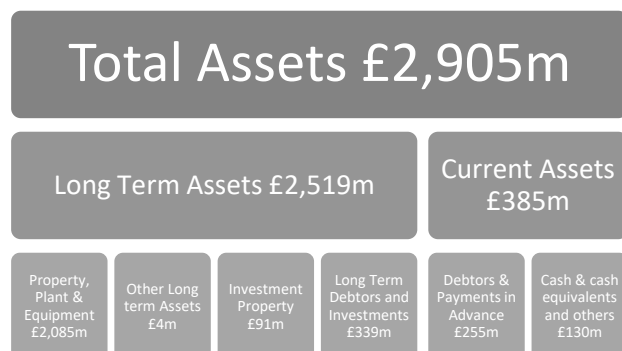 Total Assets £2,905m
Long Term Assets £2,519m
Current Assets
£385m
Property,
Plant &
Equipment
£2,085m
Other Long
term Assets
£4m
Investment
Property
£91m
Long Term
Debtors and
Investments
£339m
Debtors &
Payments in
Advance
£255m
Cash & cash
equivalents
and others
£130m